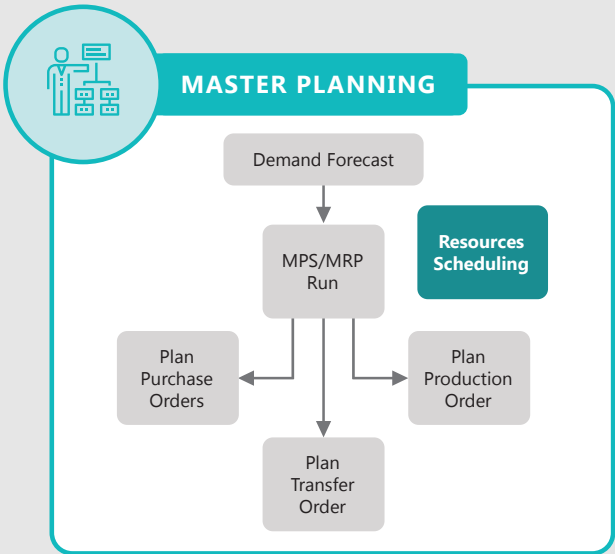 MASTER PLANNING
Demand Forecast
MPS/MRP
Run
Resources
Scheduling
Plan
Purchase
Orders
Plan
Production
Order
Plan
Transfer
Order